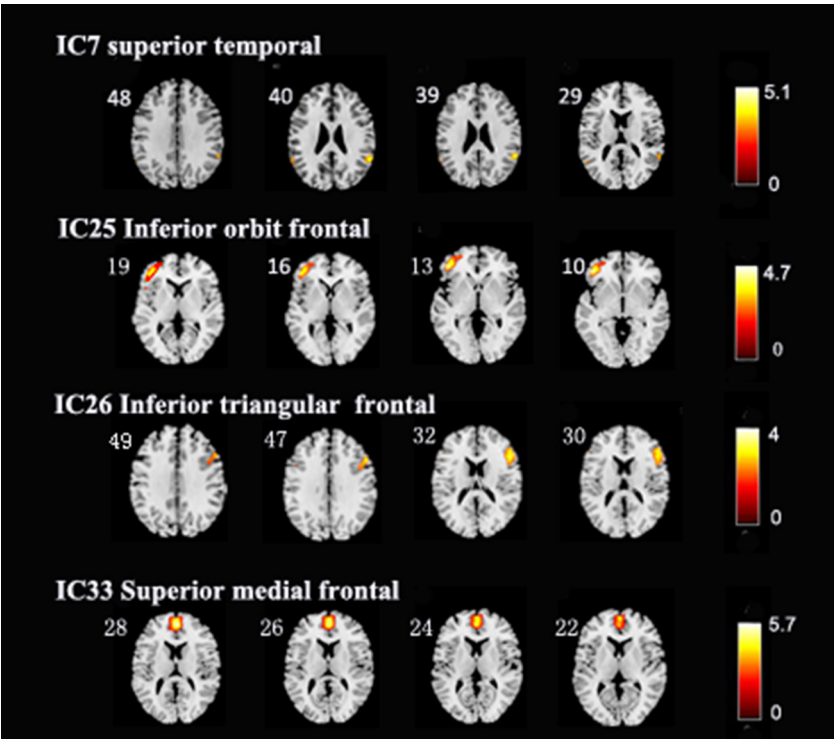 IC7 superior temporal
48 40 39 29 5.1
0
IC25 Inferior orbit frontal
19 16 13 10 4.7
0
IC26 Inferior triangular frontal
49 47 32 30 4
0
IC33 Superior medial frontal
28 26 24 22 5.7
0